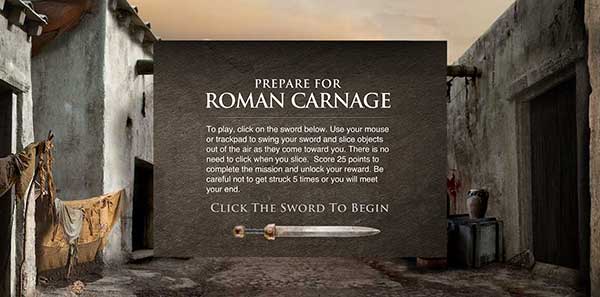 PREPARE FOR
ROMAN CARNAGE
To play, click on the sword below. Use your mouse
or trackpad to swing your sword and slice objects
out of the air as they come toward you. There is no
need to click when you slice.  Score 25 points to
complete the mission and unlock your reward. Be
careful not to get struck 5 times or you will meet
your end.
CLICK THE SWORD TO BEGIN